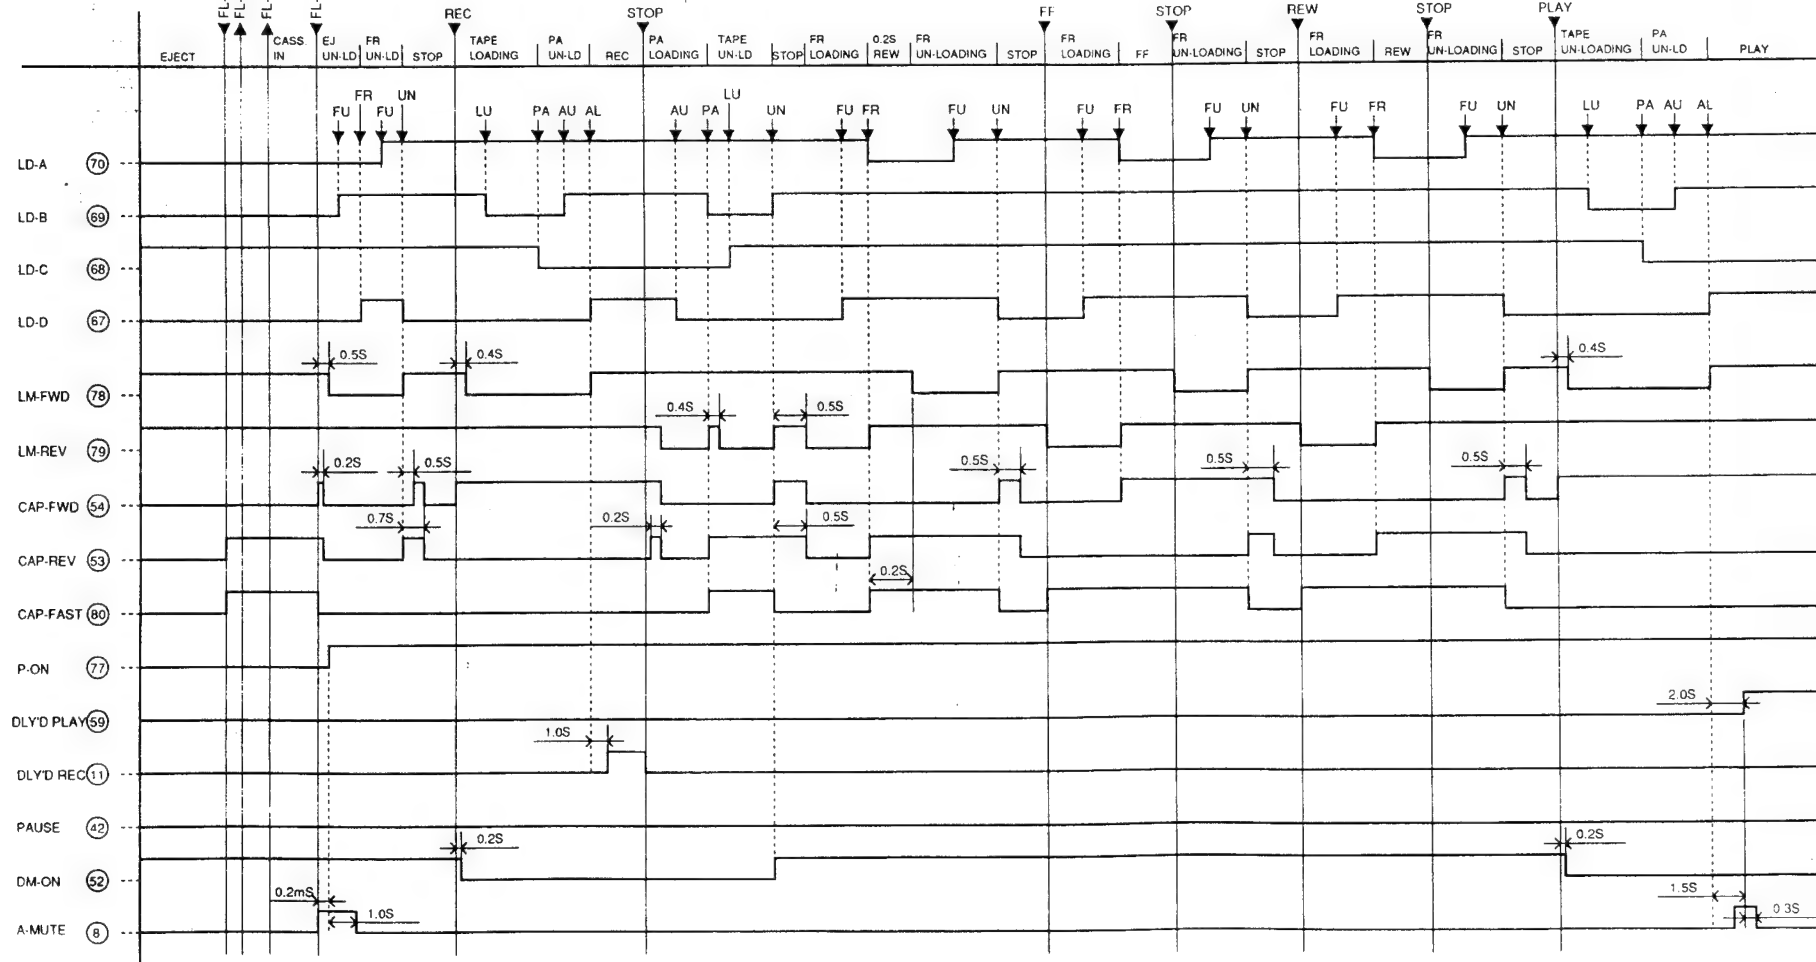 FL- FL- FL- FL-
REC STOP FF STOP REW STOP PLAY
EJECT
CASS IN
EJ UN-LD
FR UN-LD
STOP
TAPE LOADING
PA UN-LD
REC
PA LOADING
TAPE UN-LD
STOP
FR LOADING
0.2S REW
FR UN-LOADING
STOP
FR LOADING
FF
FR UN-LOADING
STOP
FR LOADING
REW
FR UN-LOADING
STOP
TAPE UN-LOADING
PA UN-LD
PLAY
FU FR FU UN LU PA AU AL AU PA LU UN FU FR FU UN FU FR FU UN FU FR FU UN LU PA AU AL
LD-A 70
LD-B 69
LD-C 68
LD-D 67
0.5S 0.4S 0.4S
LM-FWD 78
0.4S 0.5S
LM-REV 79
0.2S 0.5S 0.5S 0.5S 0.5S
CAP-FWD 54
0.7S 0.2S 0.5S
CAP-REV 53
0.2S
CAP-FAST 80
P-ON 77
2.0S
DLY'D PLAY 59
1.0S
DLY'D REC 11
PAUSE 42
0.2S 0.2S
DM-ON 52
0.2mS 1.5S
1.0S 0.3S
A-MUTE 8